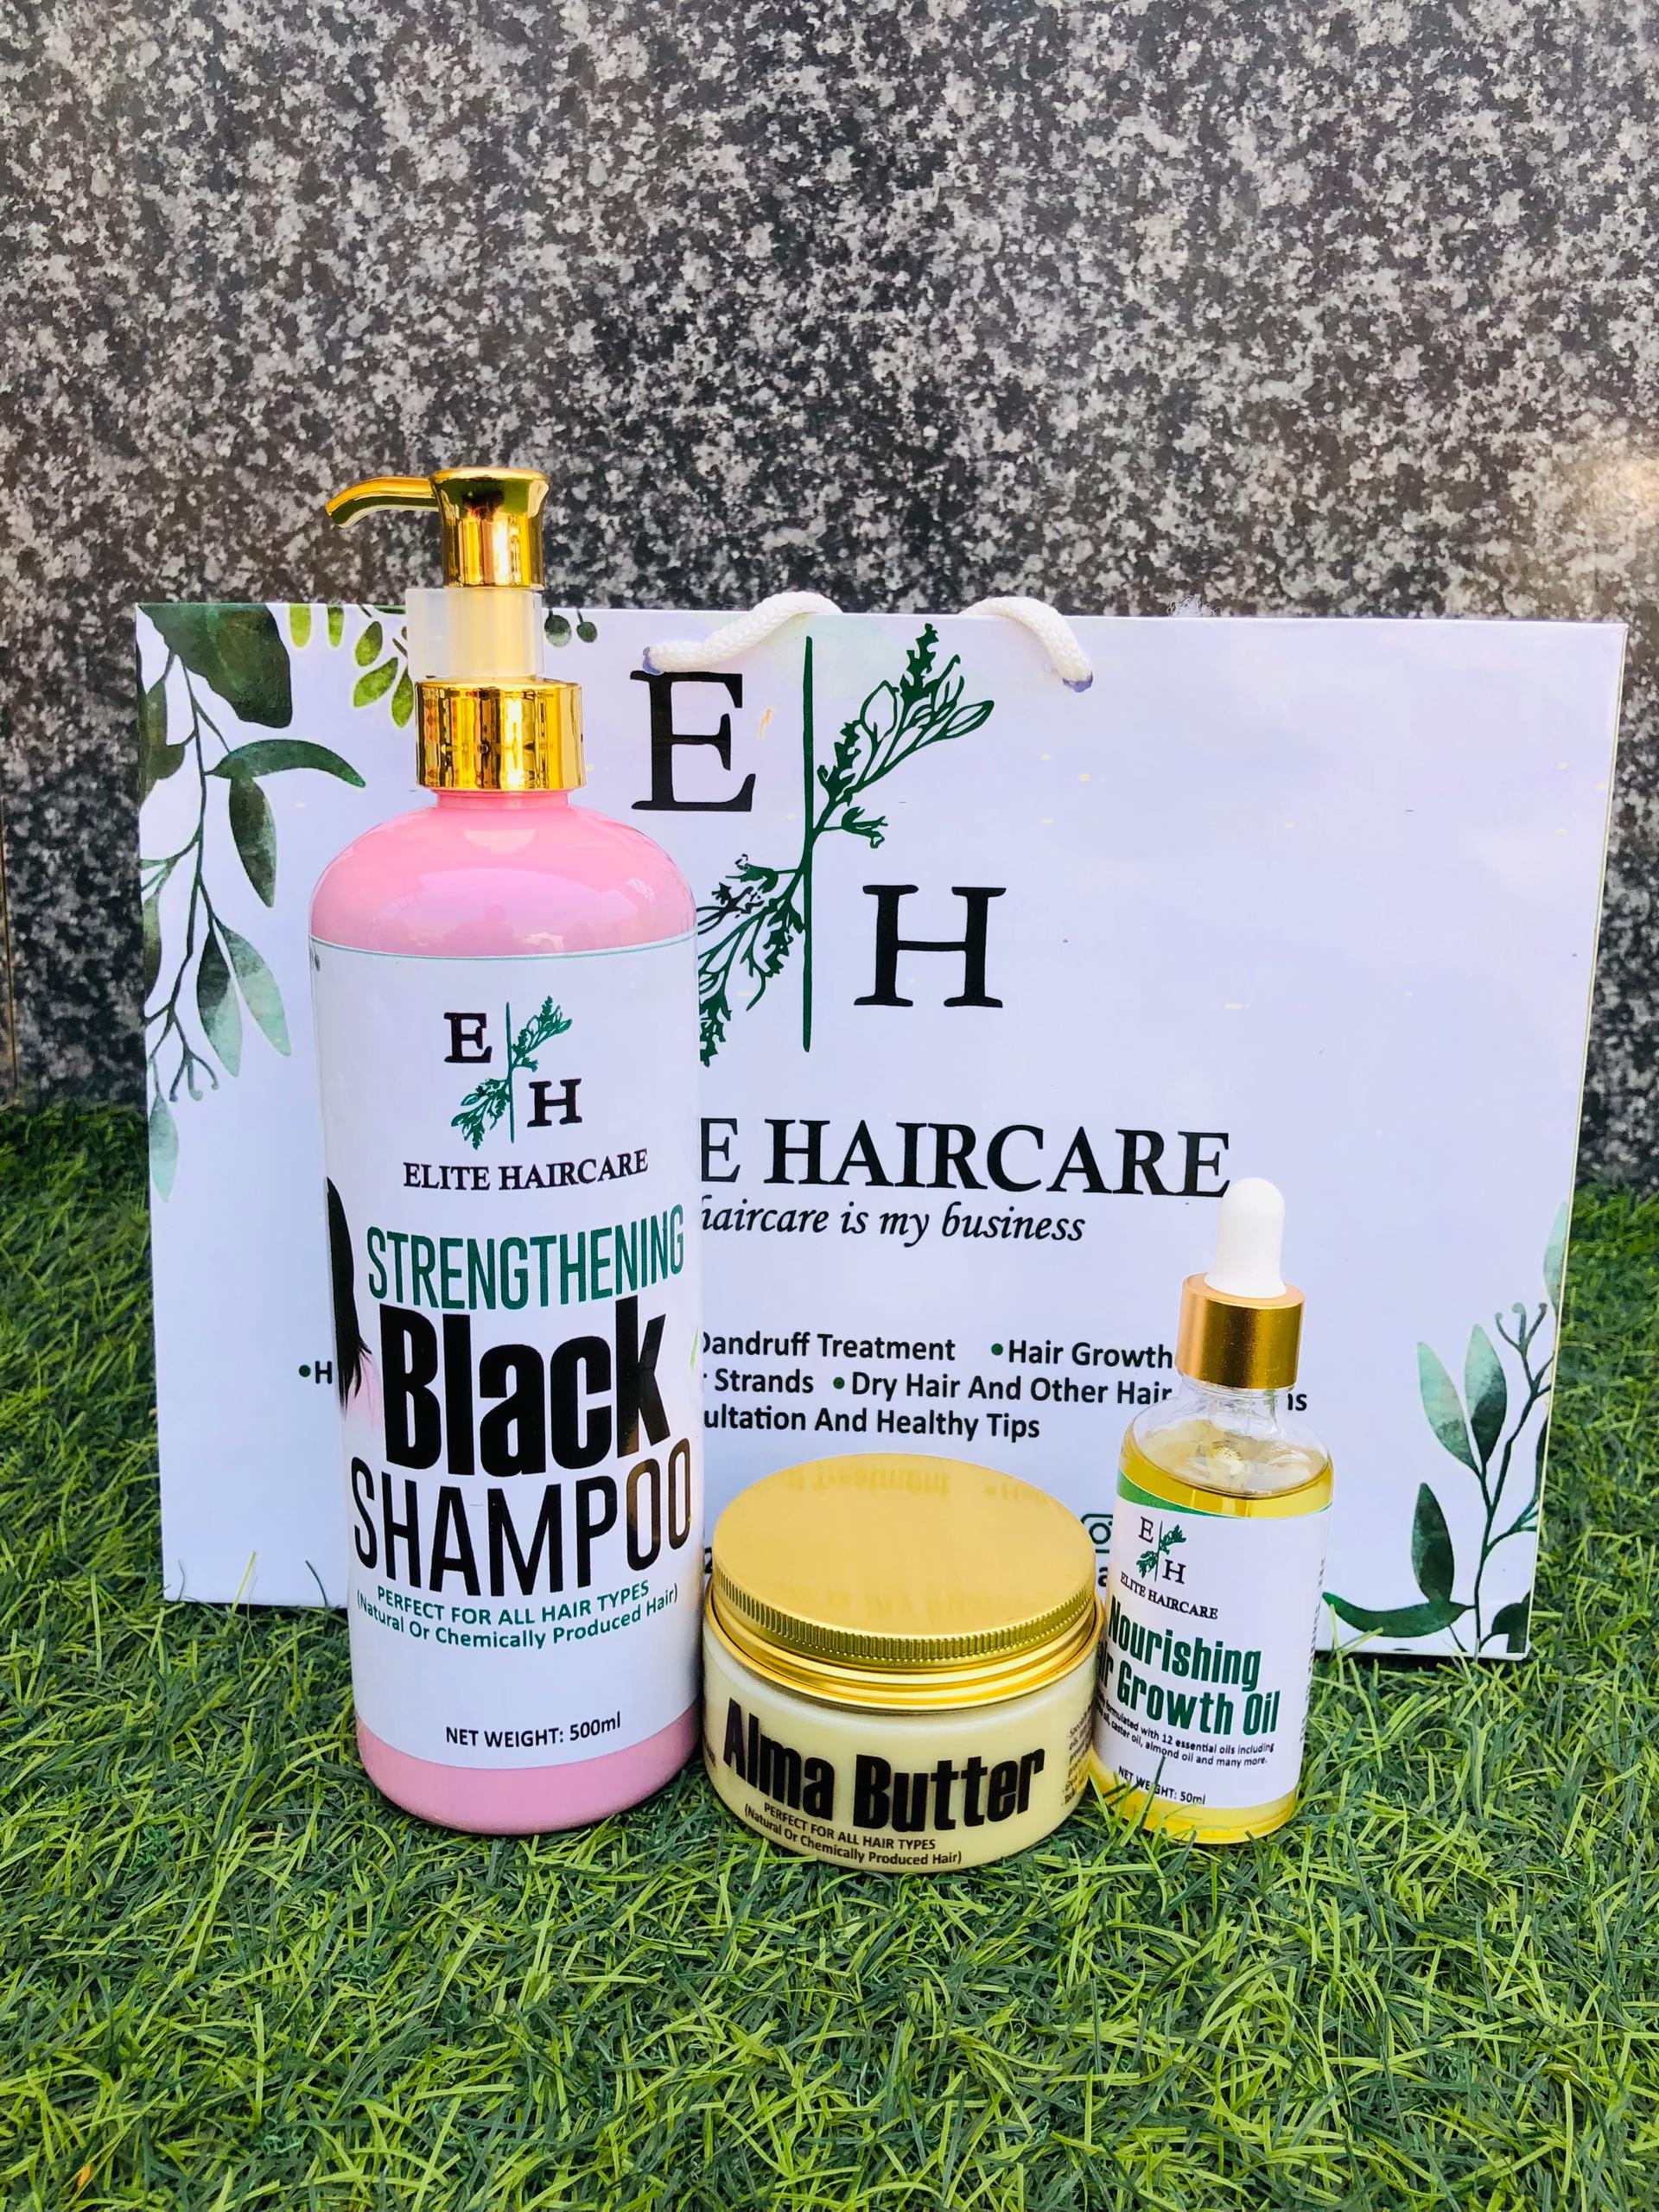 E
H
E HAIRCARE
haircare is my business
Dandruff Treatment •Hair Growth
Strands •Dry Hair And Other Hair
And Healthy Tips
E
H
ELITE HAIRCARE
STRENGTHENING
Black
SHAMPOO
PERFECT FOR ALL HAIR TYPES
(Natural Or Chemically Produced Hair)
NET WEIGHT: 500ml
Alma Butter
PERFECT FOR ALL HAIR TYPES
(Natural Or Chemically Produced Hair)
E
H
ELITE HAIRCARE
Nourishing
Growth Oil
formulated with 12 essential oils including
oil, caster oil, almond oil and many more.
NET WEIGHT: 50ml